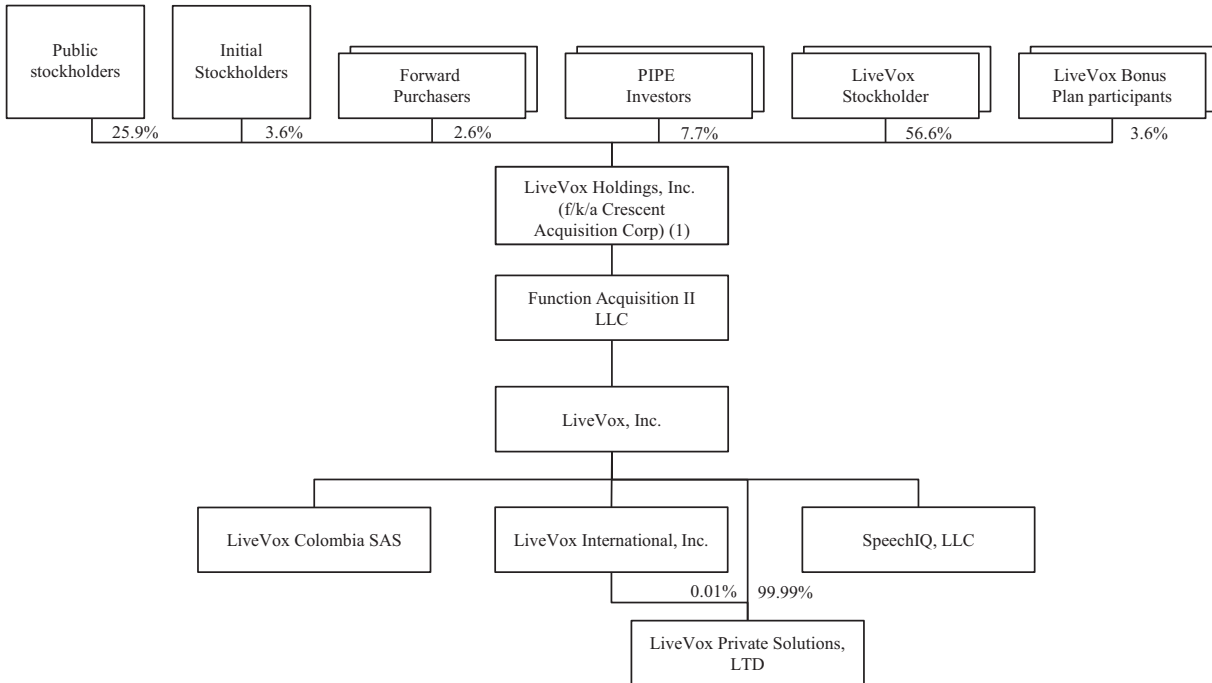 Public
stockholders
Initial
Stockholders
Forward
Purchasers
PIPE
Investors
LiveVox
Stockholder
LiveVox Bonus
Plan participants
25.9%
3.6%
2.6%
7.7%
56.6%
3.6%
LiveVox Holdings, Inc.
(f/k/a Crescent
Acquisition Corp) (1)
Function Acquisition II
LLC
LiveVox, Inc.
LiveVox Colombia SAS
LiveVox International, Inc.
SpeechIQ, LLC
0.01%
99.99%
LiveVox Private Solutions,
LTD